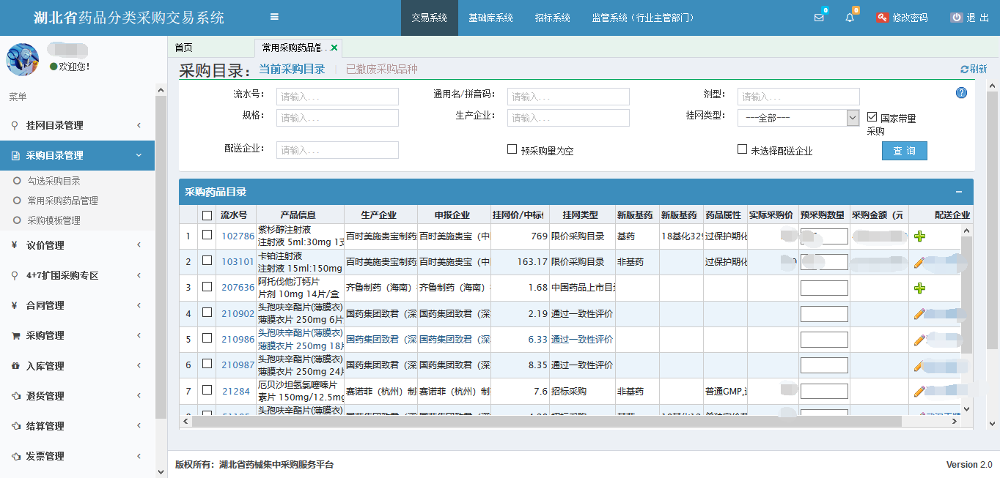 湖北省药品分类采购交易系统 交易系统 基础库系统 招标系统 监管系统（行业主管部门） 0 0 修改密码 退 出
欢迎您!
菜单
挂网目录管理
采购目录管理
勾选采购目录
常用采购药品管理
采购模板管理
议价管理
4+7扩围采购专区
合同管理
采购管理
入库管理
退货管理
结算管理
发票管理
首页 常用采购药品管...
采购目录： 当前采购目录 已撤废采购品种 刷新
流水号： 请输入... 通用名/拼音码： 请输入... 剂型： 请输入...
规格： 请输入... 生产企业： 请输入... 挂网类型： ---全部--- 国家带量
采购
配送企业： 请输入... 预采购量为空 未选择配送企业 查 询
采购药品目录
流水号 产品信息 生产企业 申报企业 挂网价/中标价 挂网类型 新版基药 新版基药 药品属性 实际采购价 预采购数量 采购金额（元 配送企业
1 102786 紫杉醇注射液
注射液 5ml:30mg 1支 百时美施贵宝制药 百时美施贵宝（中国 769 限价采购目录 基药 18基化329 过保护期化
2 103101 卡铂注射液
注射液 15ml:150mg 百时美施贵宝制药 百时美施贵宝（中国 163.17 限价采购目录 非基药 过保护期化
3 207636 阿托伐他汀钙片
片剂 10mg 14片/盒 齐鲁制药（海南） 齐鲁制药（海南） 1.68 中国药品上市目录
4 210902 头孢呋辛酯片(薄膜衣)
薄膜衣片 250mg 6片 国药集团致君（深 国药集团致君（深 2.19 通过一致性评价
5 210986 头孢呋辛酯片(薄膜衣)
薄膜衣片 250mg 18片 国药集团致君（深 国药集团致君（深 6.33 通过一致性评价
6 210987 头孢呋辛酯片(薄膜衣)
薄膜衣片 250mg 24片 国药集团致君（深 国药集团致君（深 8.35 通过一致性评价
7 21284 厄贝沙坦氢氯噻嗪片
素片 150mg/12.5mg 赛诺菲（杭州）制 赛诺菲（杭州）制 7.6 招标采购 非基药 普通GMP,过
头孢呋辛酯片(薄膜衣)
版权所有：湖北省药械集中采购服务平台 Version 2.0